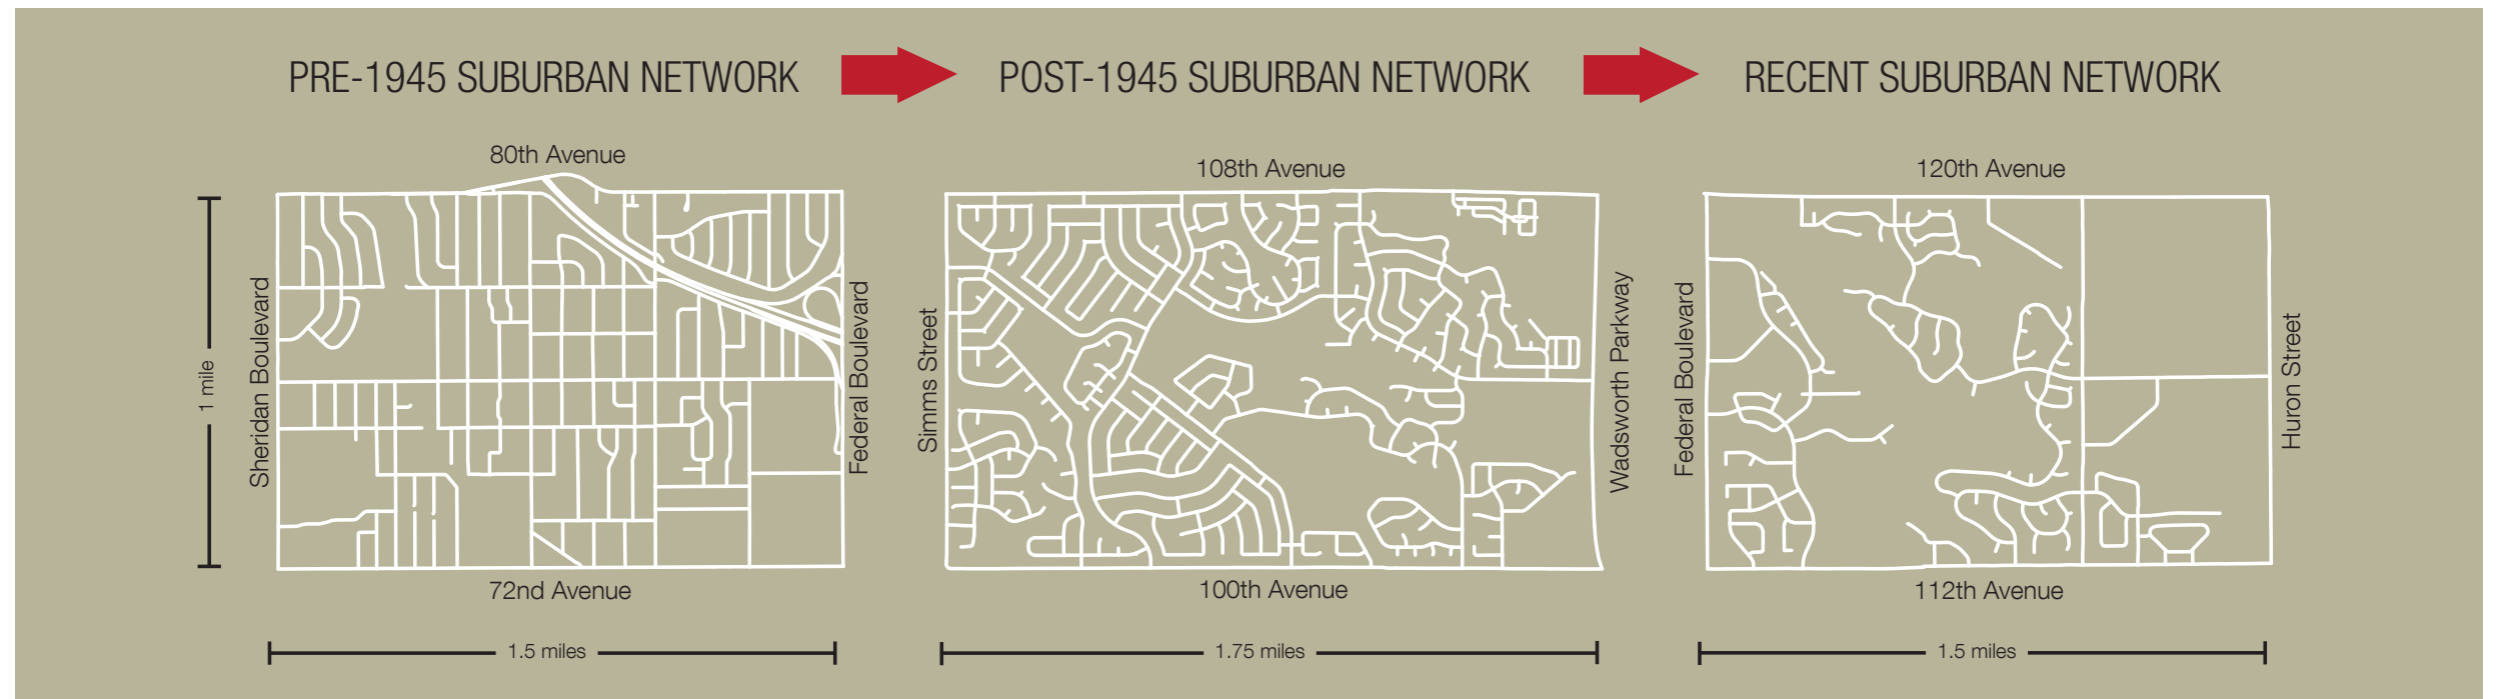 PRE-1945 SUBURBAN NETWORK
POST-1945 SUBURBAN NETWORK
RECENT SUBURBAN NETWORK
80th Avenue
Sheridan Boulevard
Federal Boulevard
72nd Avenue
1 mile
1.5 miles
108th Avenue
Simms Street
Wadsworth Parkway
100th Avenue
1.75 miles
120th Avenue
Federal Boulevard
Huron Street
112th Avenue
1.5 miles